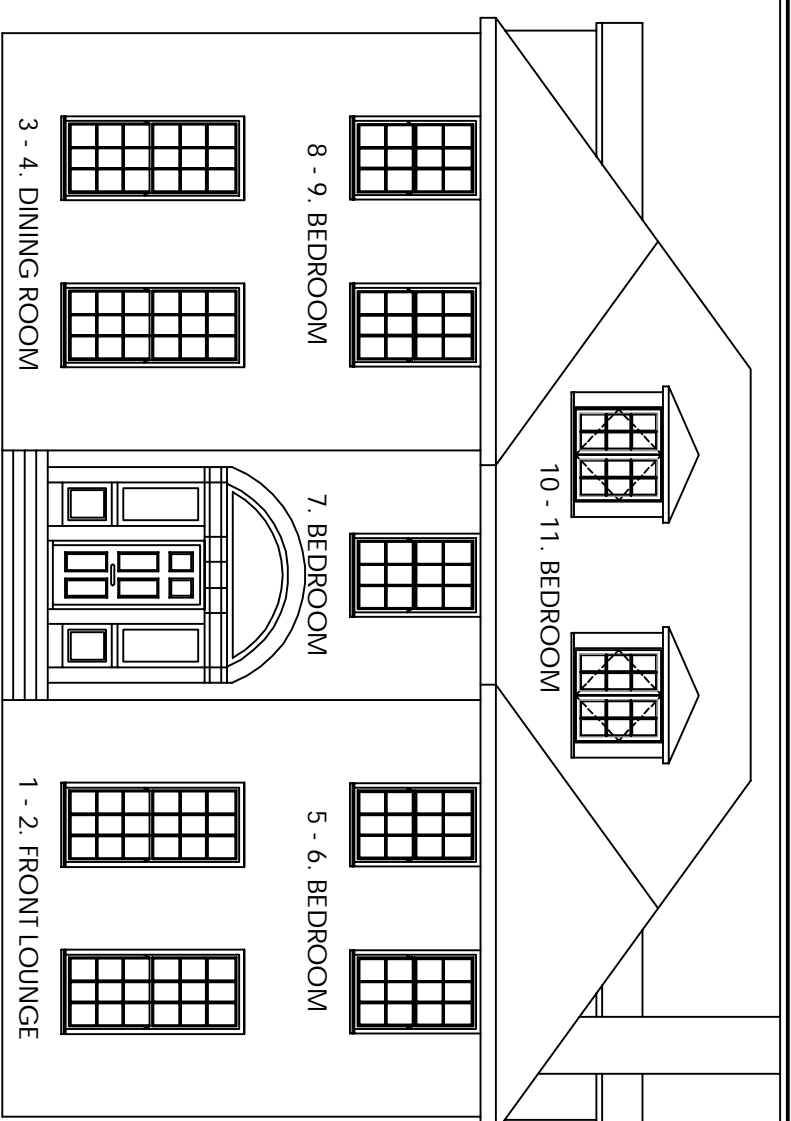 10 - 11. BEDROOM
8 - 9. BEDROOM
7. BEDROOM
5 - 6. BEDROOM
3 - 4. DINING ROOM
1 - 2. FRONT LOUNGE